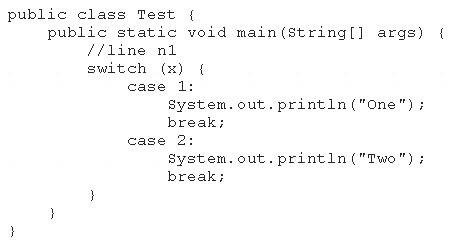 public class Test {
    public static void main(String[] args) {
        //line n1
        switch (x) {
            case 1:
                System.out.println("One");
                break;
            case 2:
                System.out.println("Two");
                break;
        }
    }
}